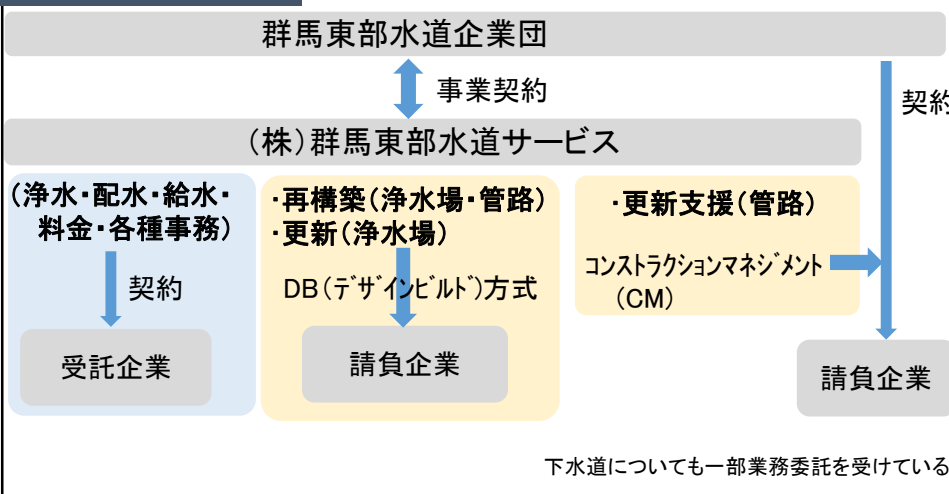 群馬東部水道企業団
事業契約
契約
(株)群馬東部水道サービス
(浄水・配水・給水・
料金・各種事務)
契約
受託企業
・再構築(浄水場・管路)
・更新(浄水場)
DB(ﾃﾞｻﾞｲﾝﾋﾞﾙﾄﾞ)方式
請負企業
・更新支援(管路)
ｺﾝｽﾄﾗｸｼｮﾝﾏﾈｼﾞﾒﾝﾄ
(CM)
請負企業
下水道についても一部業務委託を受けている